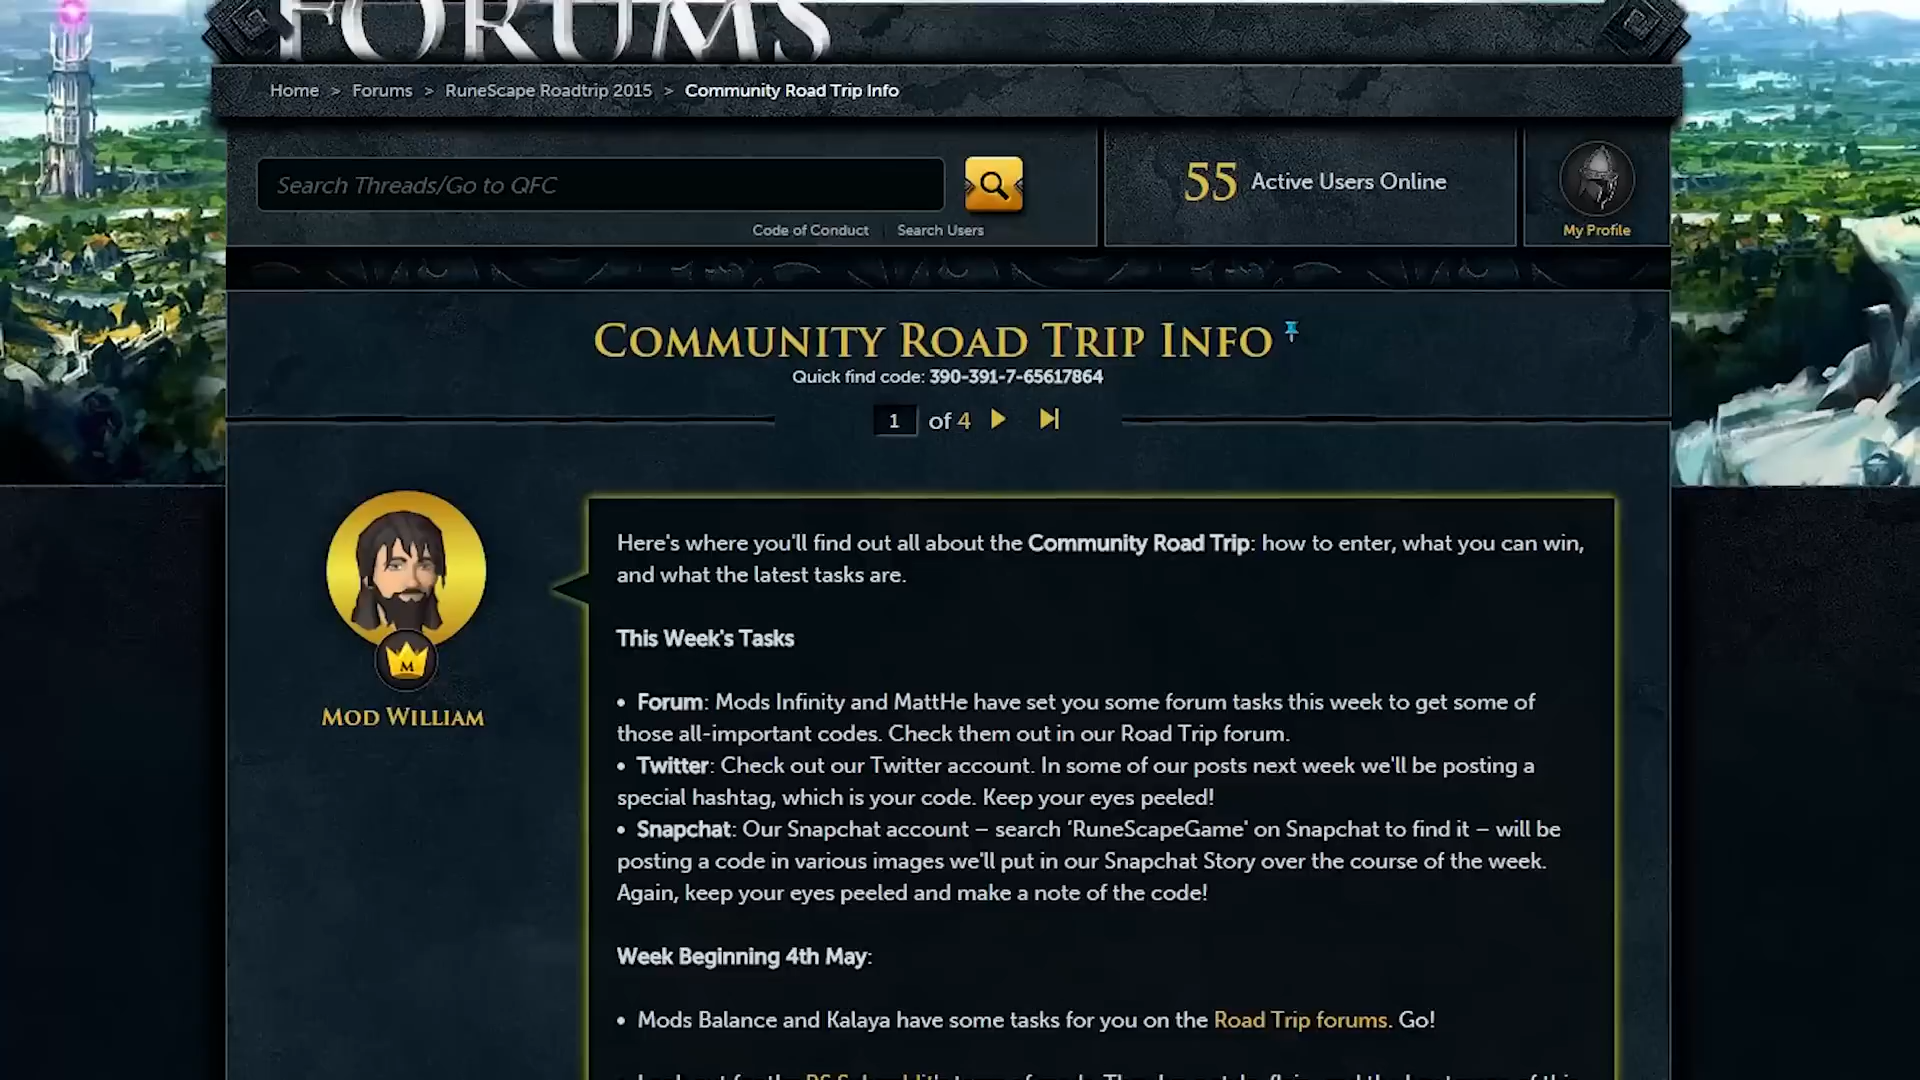 FORUMS
Home > Forums > RuneScape Roadtrip 2015 > Community Road Trip Info
Search Threads/Go to QFC
55 Active Users Online
Code of Conduct Search Users
My Profile
Community Road Trip Info
Quick find code: 390-391-7-65617864
1 of 4
Here's where you'll find out all about the Community Road Trip: how to enter, what you can win,
and what the latest tasks are.
This Week's Tasks
M
Mod William
• Forum: Mods Infinity and MattHe have set you some forum tasks this week to get some of
those all-important codes. Check them out in our Road Trip forum.
• Twitter: Check out our Twitter account. In some of our posts next week we'll be posting a
special hashtag, which is your code. Keep your eyes peeled!
• Snapchat: Our Snapchat account – search ‘RuneScapeGame' on Snapchat to find it – will be
posting a code in various images we'll put in our Snapchat Story over the course of the week.
Again, keep your eyes peeled and make a note of the code!
Week Beginning 4th May:
• Mods Balance and Kalaya have some tasks for you on the Road Trip forums. Go!